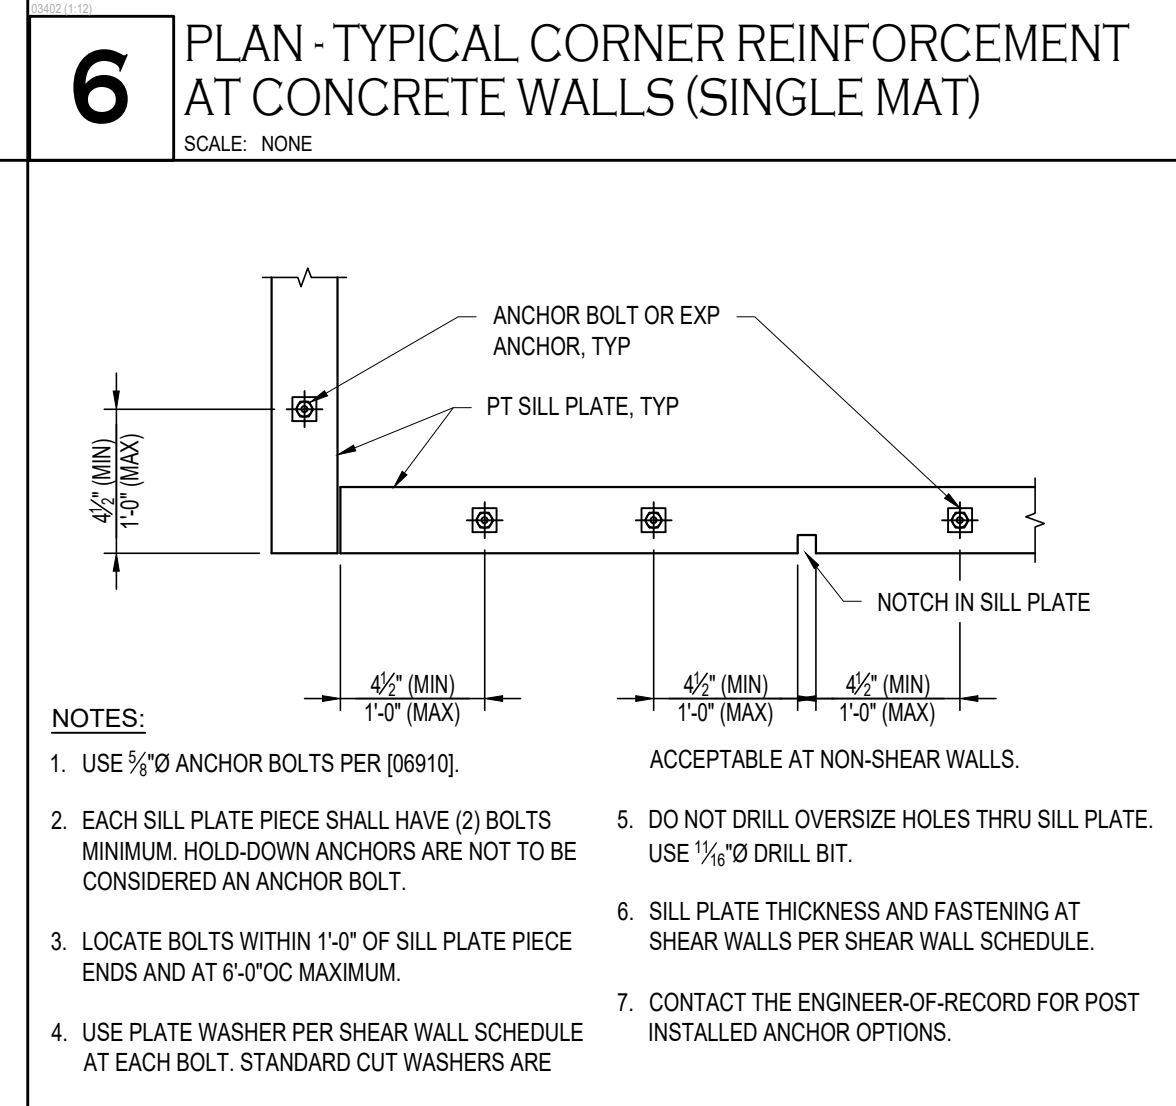 03402 (1:12)
6
PLAN - TYPICAL CORNER REINFORCEMENT
AT CONCRETE WALLS (SINGLE MAT)
SCALE: NONE
ANCHOR BOLT OR EXP
ANCHOR, TYP
PT SILL PLATE, TYP
4½" (MIN)
1'-0" (MAX)
NOTCH IN SILL PLATE
4½" (MIN)
1'-0" (MAX)
4½" (MIN)
1'-0" (MAX)
4½" (MIN)
1'-0" (MAX)
NOTES:
1. USE ⅝"Ø ANCHOR BOLTS PER [06910].
2. EACH SILL PLATE PIECE SHALL HAVE (2) BOLTS
MINIMUM. HOLD-DOWN ANCHORS ARE NOT TO BE
CONSIDERED AN ANCHOR BOLT.
3. LOCATE BOLTS WITHIN 1'-0" OF SILL PLATE PIECE
ENDS AND AT 6'-0"OC MAXIMUM.
4. USE PLATE WASHER PER SHEAR WALL SCHEDULE
AT EACH BOLT. STANDARD CUT WASHERS ARE
ACCEPTABLE AT NON-SHEAR WALLS.
5. DO NOT DRILL OVERSIZE HOLES THRU SILL PLATE.
USE 11/16"Ø DRILL BIT.
6. SILL PLATE THICKNESS AND FASTENING AT
SHEAR WALLS PER SHEAR WALL SCHEDULE.
7. CONTACT THE ENGINEER-OF-RECORD FOR POST
INSTALLED ANCHOR OPTIONS.